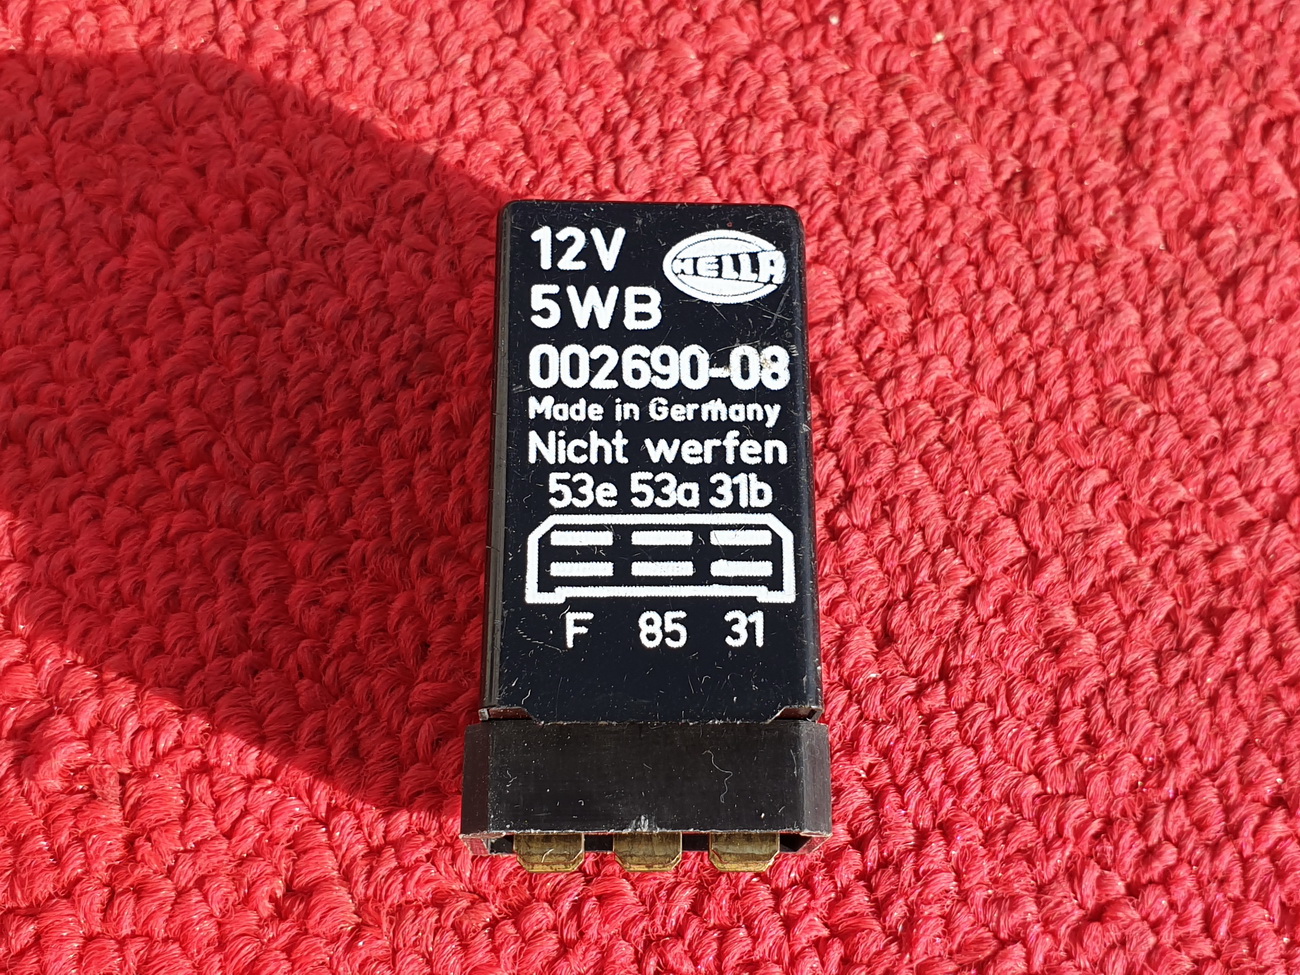 12V
HELLA
5WB
002690-08
Made in Germany
Nicht werfen
53e 53a 31b
F 85 31